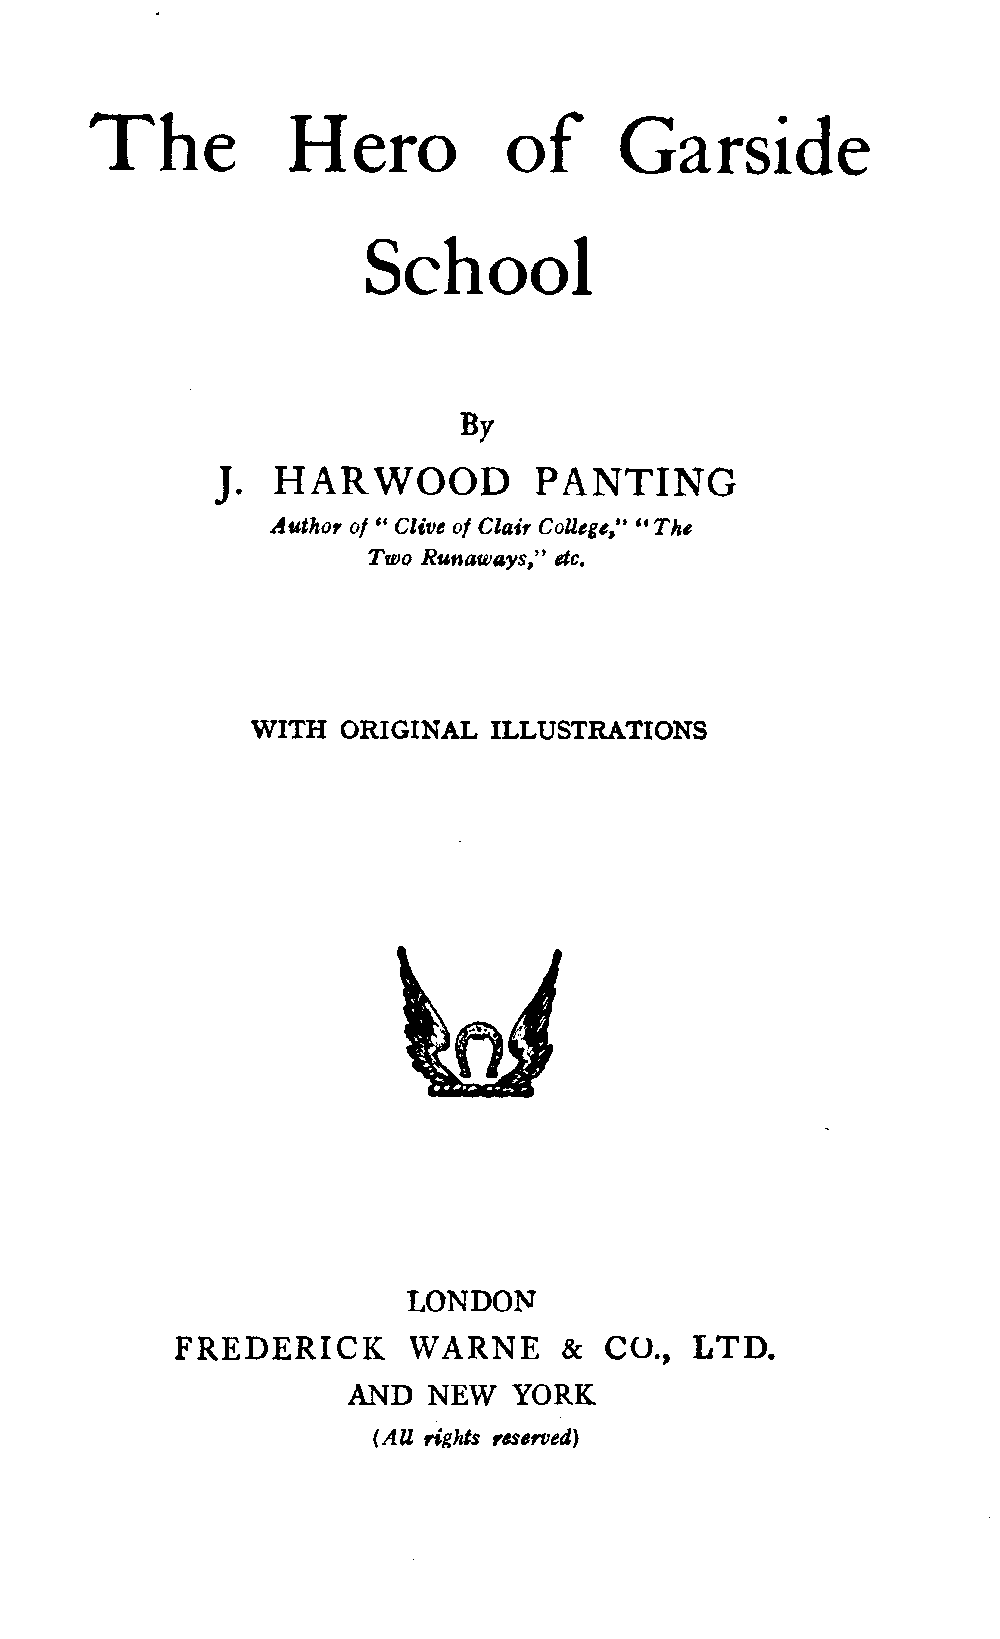 The Hero of Garside
School
By
J. HARWOOD PANTING
Author of “ Clive of Clair College,” “ The
Two Runaways,” etc.
WITH ORIGINAL ILLUSTRATIONS
LONDON
FREDERICK WARNE & CO., LTD.
AND NEW YORK
(All rights reserved)